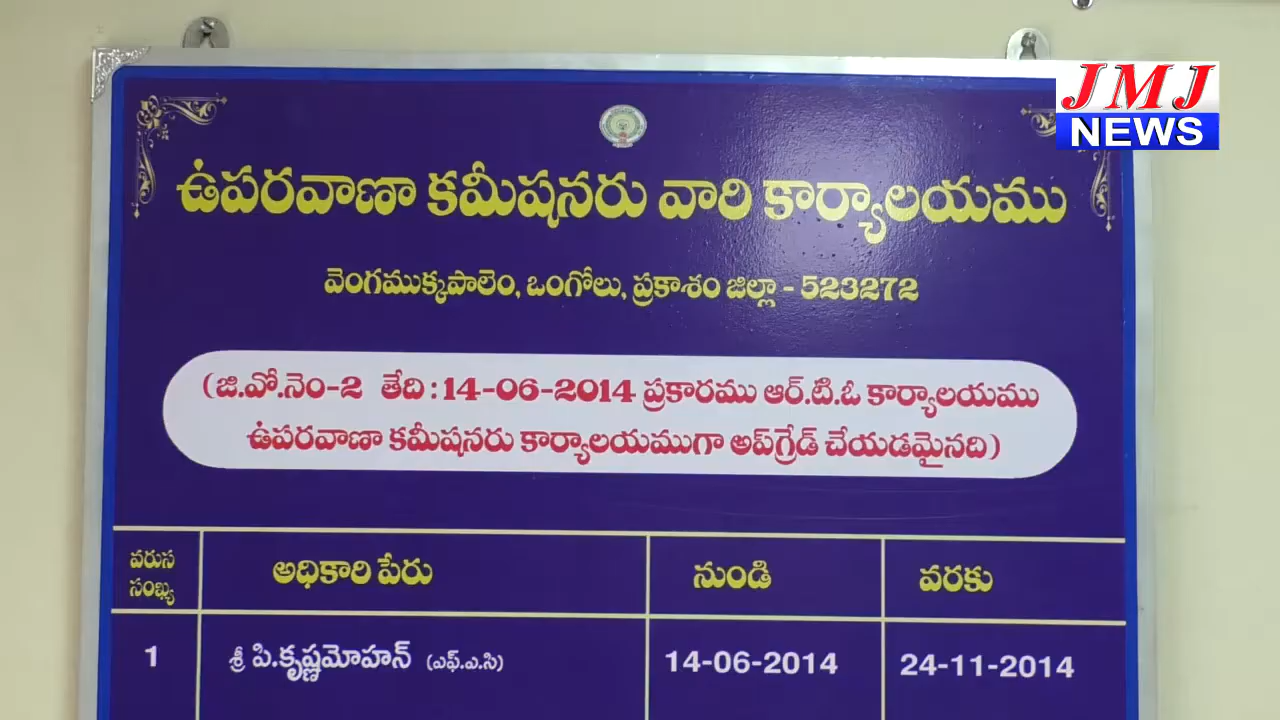 JMJ
NEWS
ఉపరవాణా కమీషనరు వారి కార్యాలయము
వెంగముక్కపాలెం, ఒంగోలు, ప్రకాశం జిల్లా - 523272
(జి.వో.నెం-2 తేది : 14-06-2014 ప్రకారము ఆర్.టి.ఓ కార్యాలయము
ఉపరవాణా కమీషనరు కార్యాలయముగా అప్‌గ్రేడ్ చేయడమైనది)
వరుస సంఖ్య అధికారి పేరు నుండి వరకు
1 శ్రీ పి.కృష్ణమోహన్ (ఎఫ్.ఎ.సి) 14-06-2014 24-11-2014